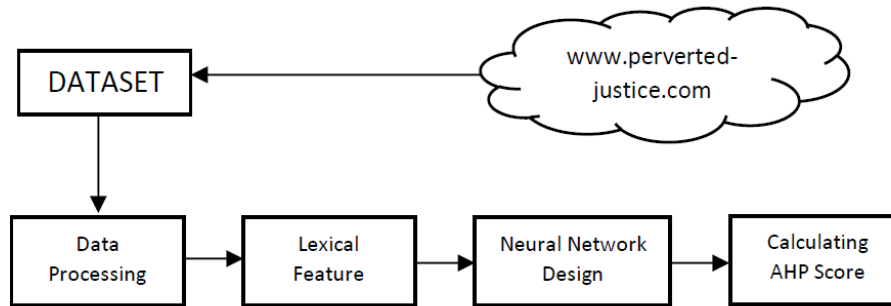 DATASET
www.perverted-
justice.com
Data
Processing
Lexical
Feature
Neural Network
Design
Calculating
AHP Score